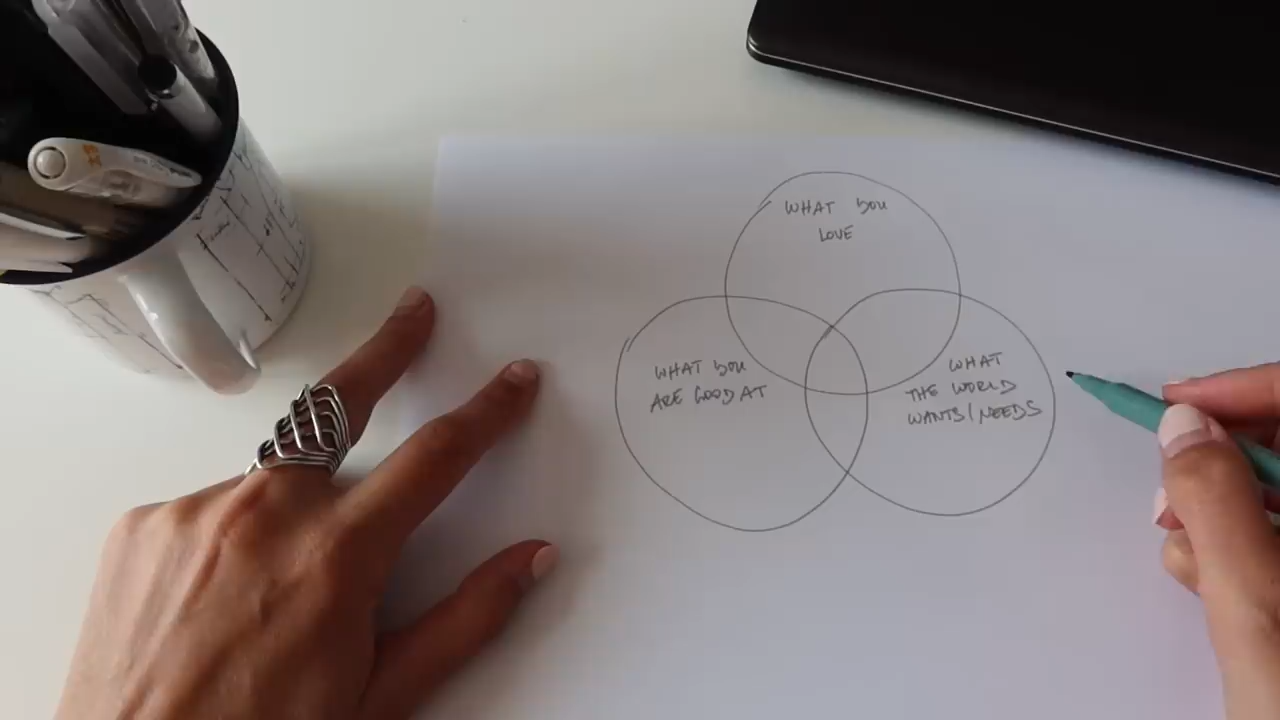 WHAT YOU
LOVE
WHAT YOU
ARE GOOD AT
WHAT
THE WORLD
WANTS/NEEDS